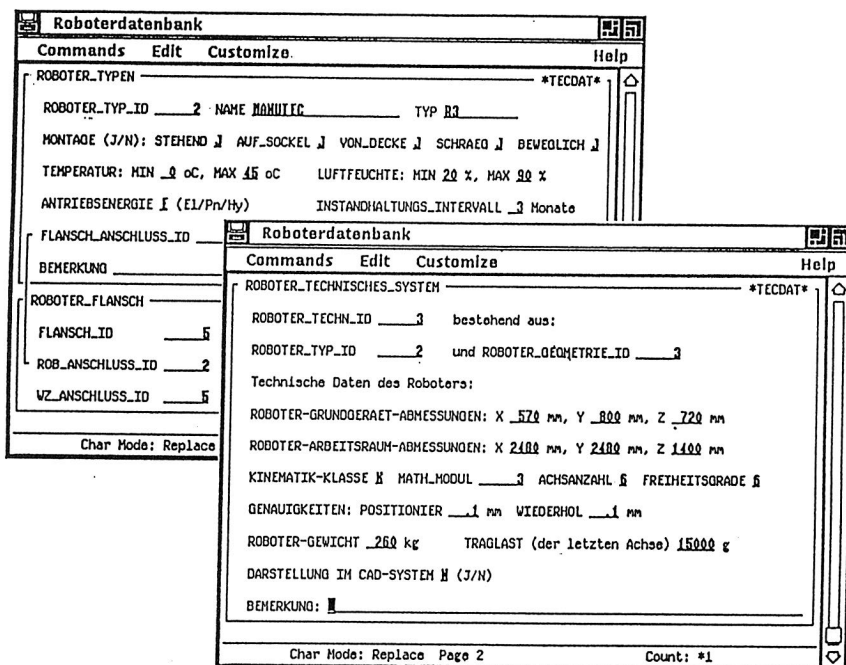 Roboterdatenbank
Commands Edit Customize. Help
ROBOTER_TYPEN *TECDAT*
ROBOTER_TYP_ID 2 NAME MANUTEC TYP R3
MONTAGE (J/N): STEHEND J AUF_SOCKEL J VON_DECKE J SCHRAEG J BEWEGLICH J
TEMPERATUR: MIN 0 oC, MAX 45 oC LUFTFEUCHTE: MIN 20 %, MAX 90 %
ANTRIEBSENERGIE E (El/Pn/Hy) INSTANDHALTUNGS_INTERVALL 3 Monate
FLANSCH_ANSCHLUSS_ID
BEMERKUNG
ROBOTER_FLANSCH
FLANSCH_ID 5
ROB_ANSCHLUSS_ID 2
WZ_ANSCHLUSS_ID 5
Char Mode: Replace
Roboterdatenbank
Commands Edit Customize Help
ROBOTER_TECHNISCHES_SYSTEM *TECDAT*
ROBOTER_TECHN_ID 3 bestehend aus:
ROBOTER_TYP_ID 2 und ROBOTER_GEOMETRIE_ID 3
Technische Daten des Roboters:
ROBOTER-GRUNDGERAET-ABMESSUNGEN: X 570 mm, Y 800 mm, Z 720 mm
ROBOTER-ARBEITSRAUM-ABMESSUNGEN: X 2480 mm, Y 2480 mm, Z 1400 mm
KINEMATIK-KLASSE MATH_MODUL 3 ACHSANZAHL 6 FREIHEITSGRADE 6
GENAUIGKEITEN: POSITIONIER .1 mm WIEDERHOL .1 mm
ROBOTER-GEWICHT 260 kg TRAGLAST (der letzten Achse) 15000 g
DARSTELLUNG IM CAD-SYSTEM N (J/N)
BEMERKUNG:
Char Mode: Replace Page 2 Count: *1